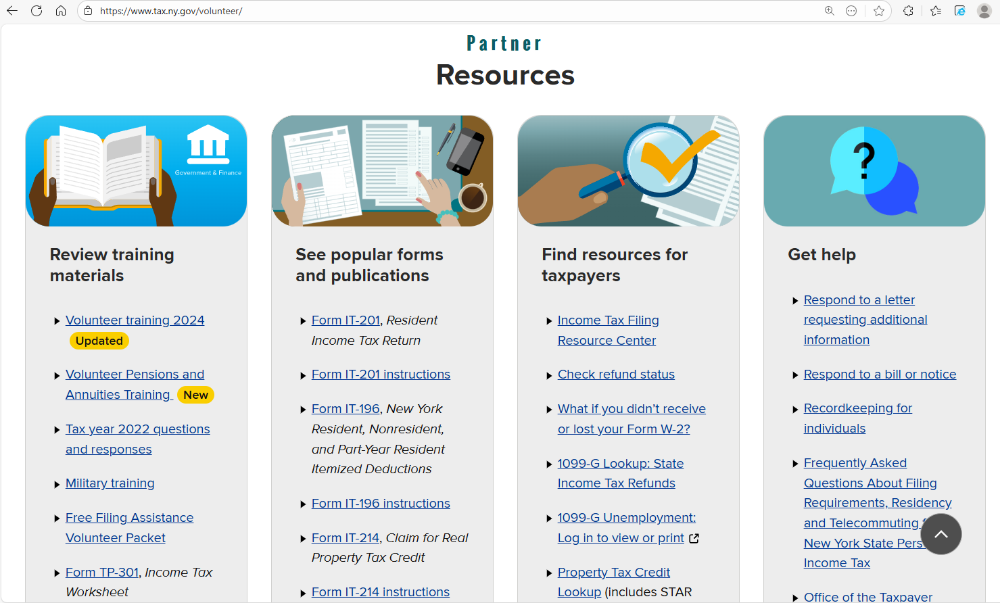 https://www.tax.ny.gov/volunteer/
Partner
Resources
Government & Finance
Review training
materials
Volunteer training 2024
Updated
Volunteer Pensions and
Annuities Training New
Tax year 2022 questions
and responses
Military training
Free Filing Assistance
Volunteer Packet
Form TP-301, Income Tax
Worksheet
See popular forms
and publications
Form IT-201, Resident
Income Tax Return
Form IT-201 instructions
Form IT-196, New York
Resident, Nonresident,
and Part-Year Resident
Itemized Deductions
Form IT-196 instructions
Form IT-214, Claim for Real
Property Tax Credit
Form IT-214 instructions
Find resources for
taxpayers
Income Tax Filing
Resource Center
Check refund status
What if you didn't receive
or lost your Form W-2?
1099-G Lookup: State
Income Tax Refunds
1099-G Unemployment:
Log in to view or print
Property Tax Credit
Lookup (includes STAR
?
Get help
Respond to a letter
requesting additional
information
Respond to a bill or notice
Recordkeeping for
individuals
Frequently Asked
Questions About Filing
Requirements, Residency
and Telecommuting
New York State
Income Tax
Office of the Taxpayer